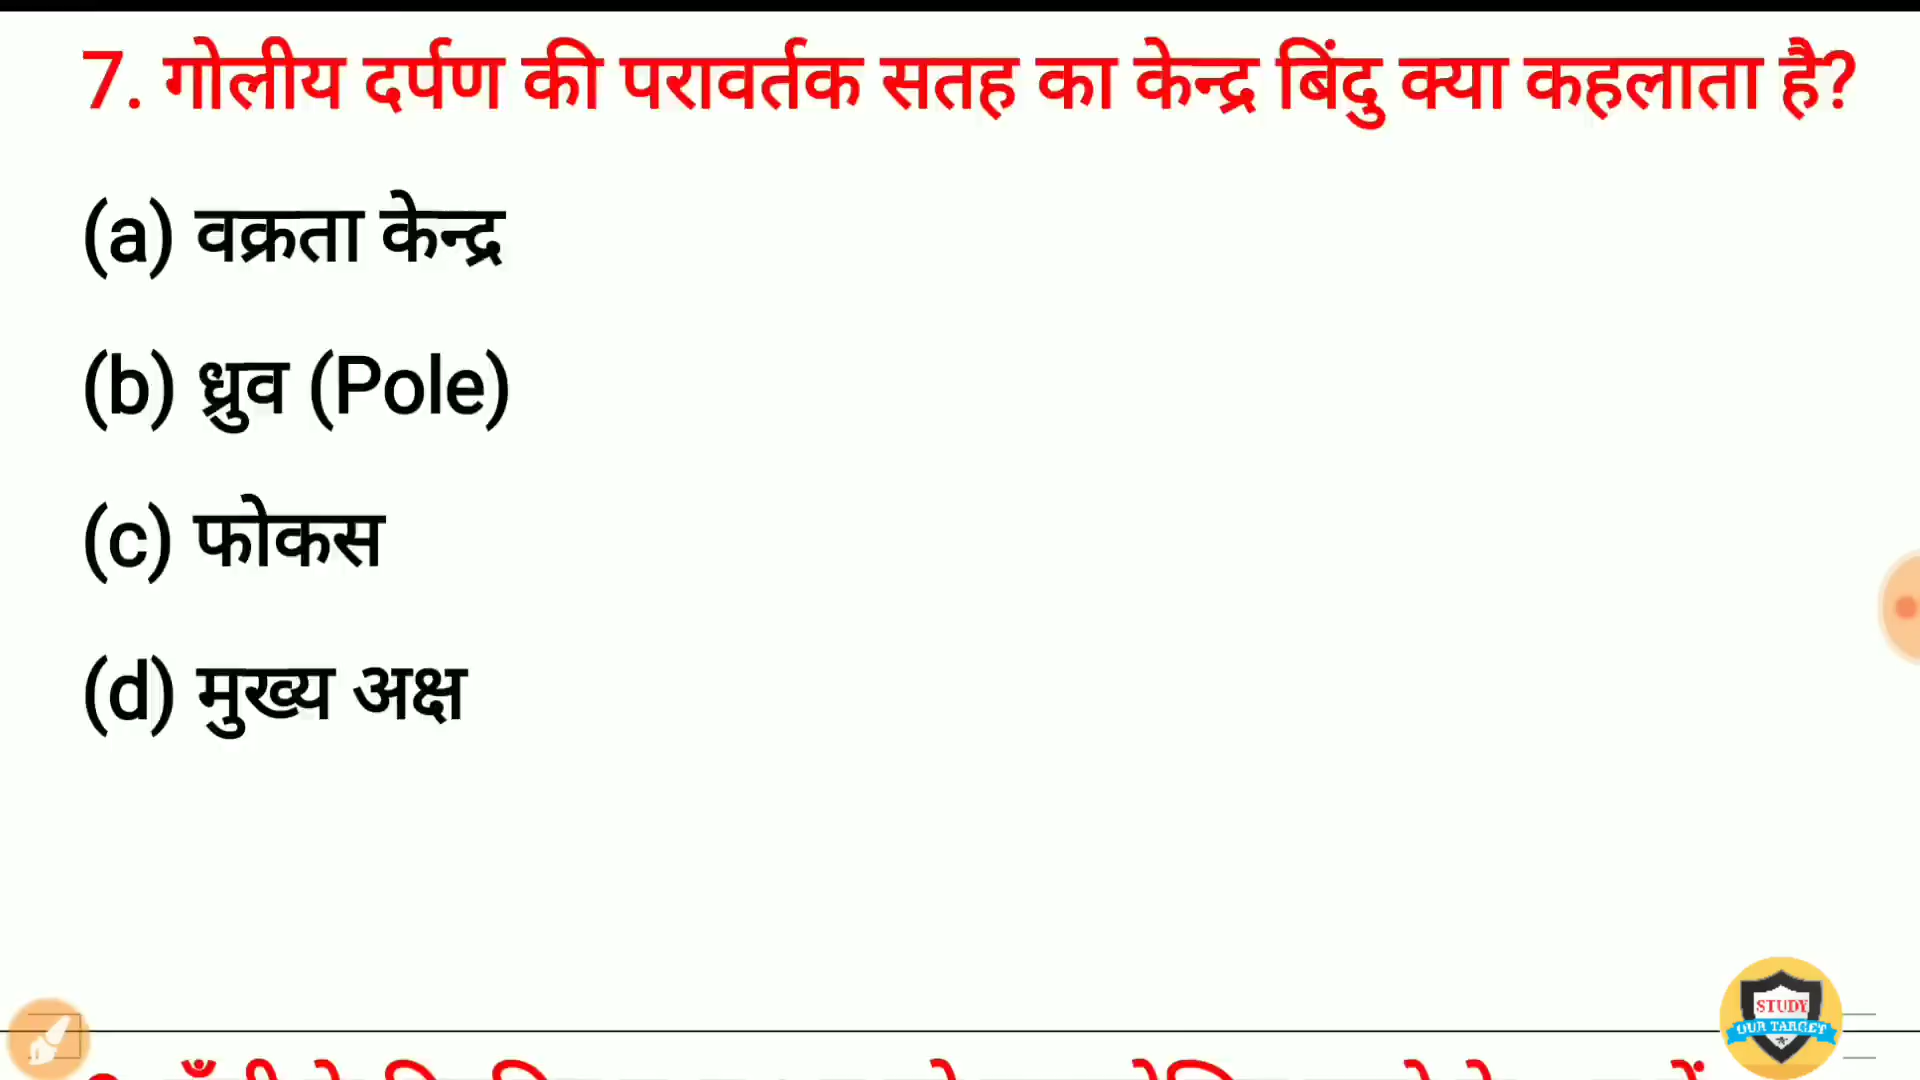 7. गोलीय दर्पण की परावर्तक सतह का केन्द्र बिंदु क्या कहलाता है?
(a) वक्रता केन्द्र
(b) ध्रुव (Pole)
(c) फोकस
(d) मुख्य अक्ष
STUDY
OUR TARGET